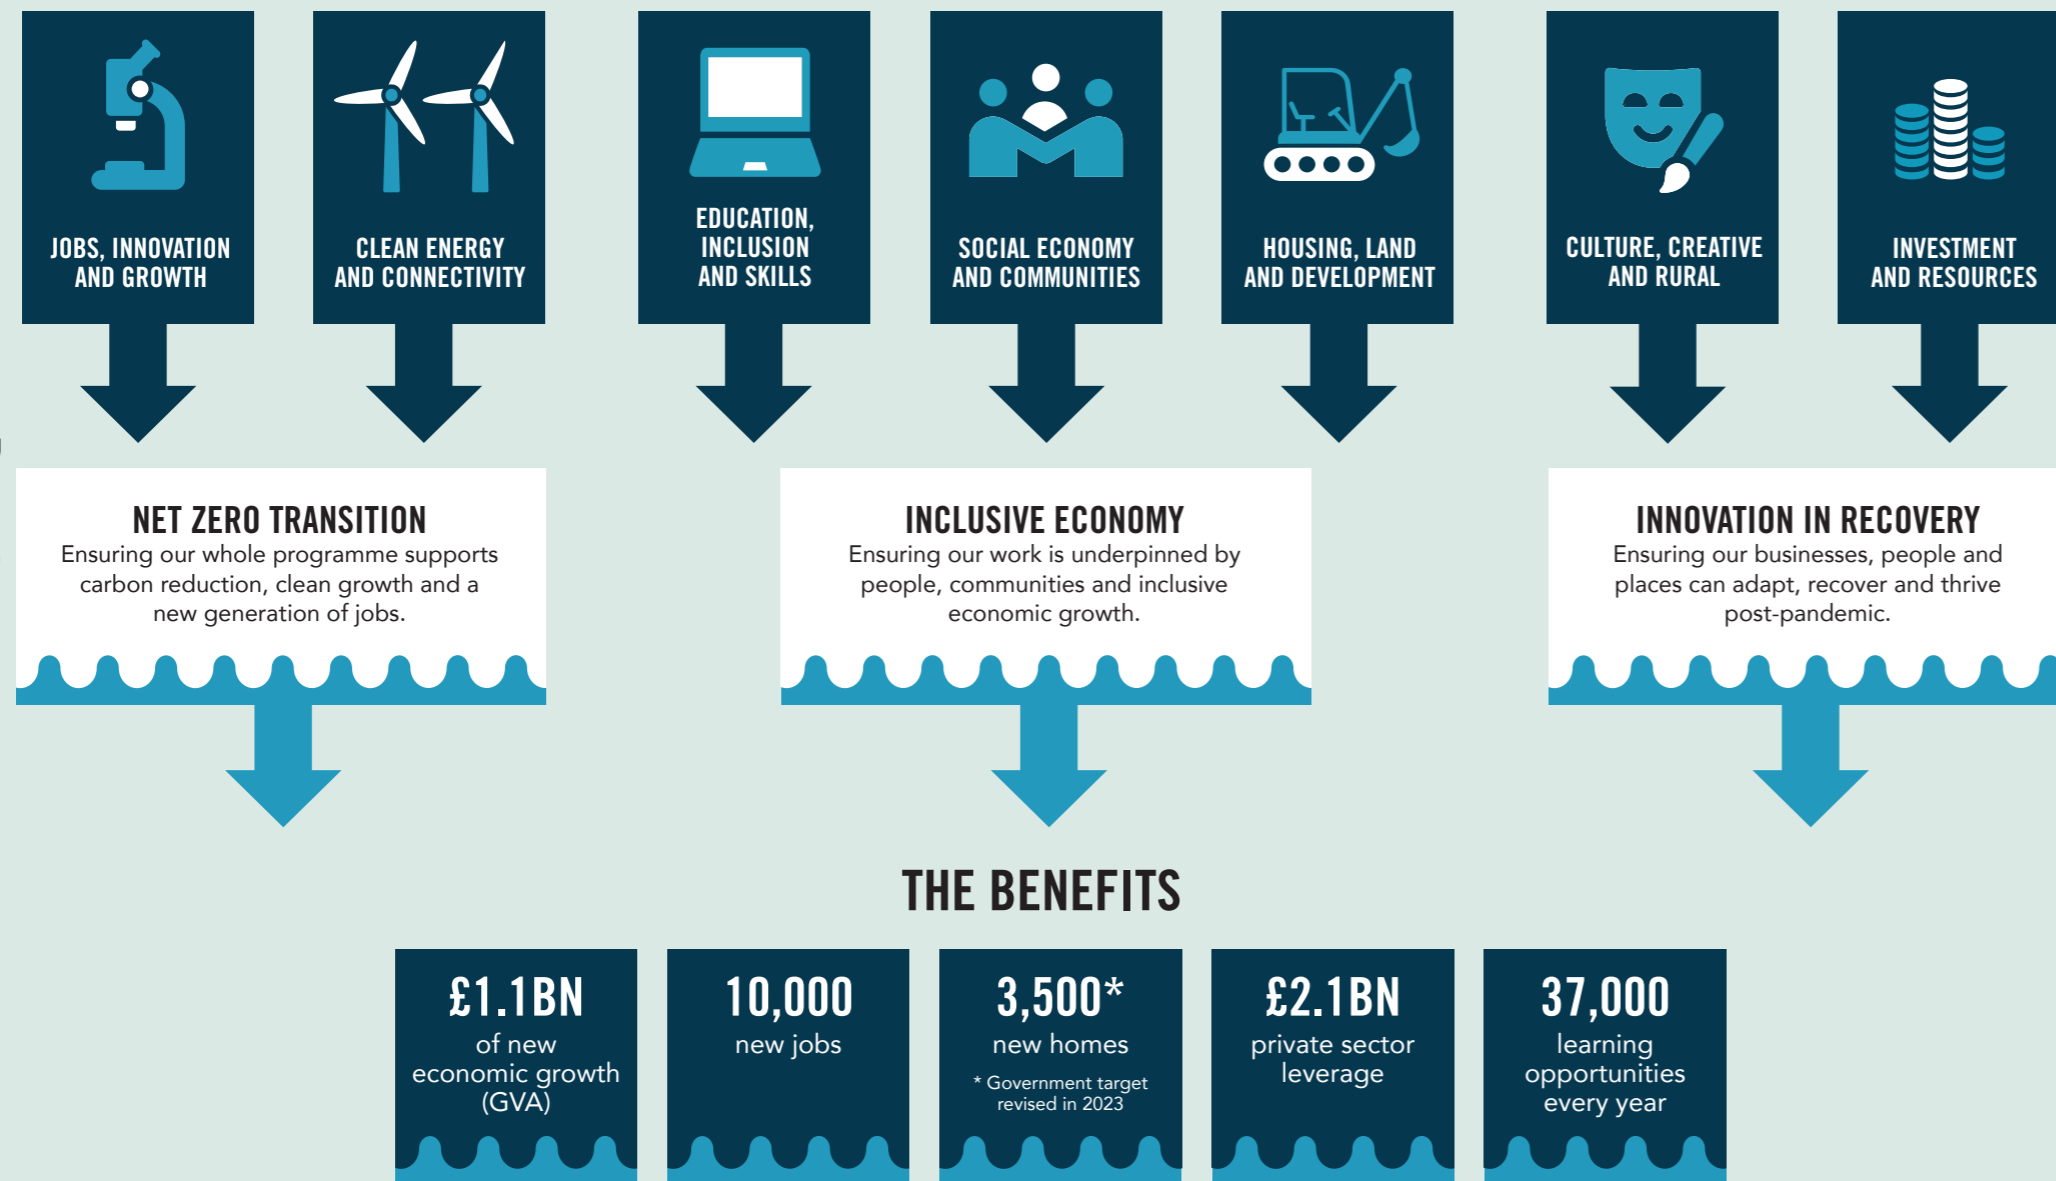 JOBS, INNOVATION
AND GROWTH
CLEAN ENERGY
AND CONNECTIVITY
EDUCATION,
INCLUSION
AND SKILLS
SOCIAL ECONOMY
AND COMMUNITIES
HOUSING, LAND
AND DEVELOPMENT
CULTURE, CREATIVE
AND RURAL
INVESTMENT
AND RESOURCES
NET ZERO TRANSITION
Ensuring our whole programme supports
carbon reduction, clean growth and a
new generation of jobs.
INCLUSIVE ECONOMY
Ensuring our work is underpinned by
people, communities and inclusive
economic growth.
INNOVATION IN RECOVERY
Ensuring our businesses, people and
places can adapt, recover and thrive
post-pandemic.
THE BENEFITS
£1.1BN
of new
economic growth
(GVA)
10,000
new jobs
3,500*
new homes
* Government target
revised in 2023
£2.1BN
private sector
leverage
37,000
learning
opportunities
every year